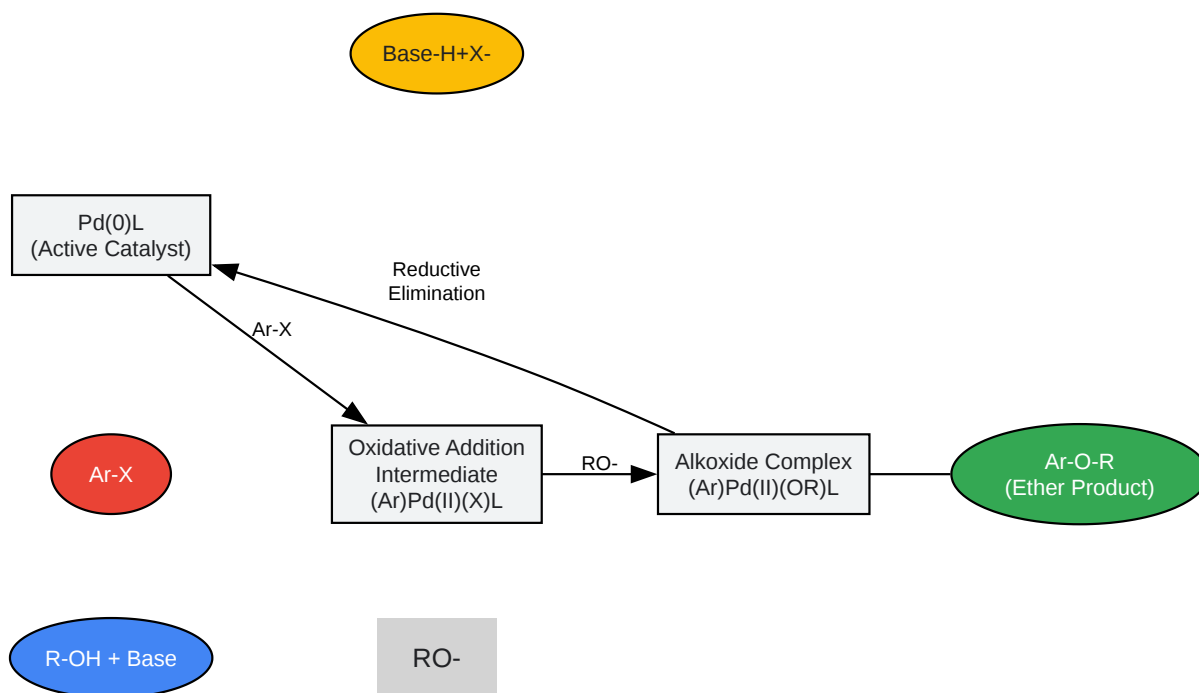 Base-H+X-
Pd(0)L
(Active Catalyst)
Reductive
Elimination
Ar-X
Oxidative Addition
Intermediate
(Ar)Pd(II)(X)L
RO-
Alkoxide Complex
(Ar)Pd(II)(OR)L
Ar-O-R
(Ether Product)
Ar-X
R-OH + Base
RO-